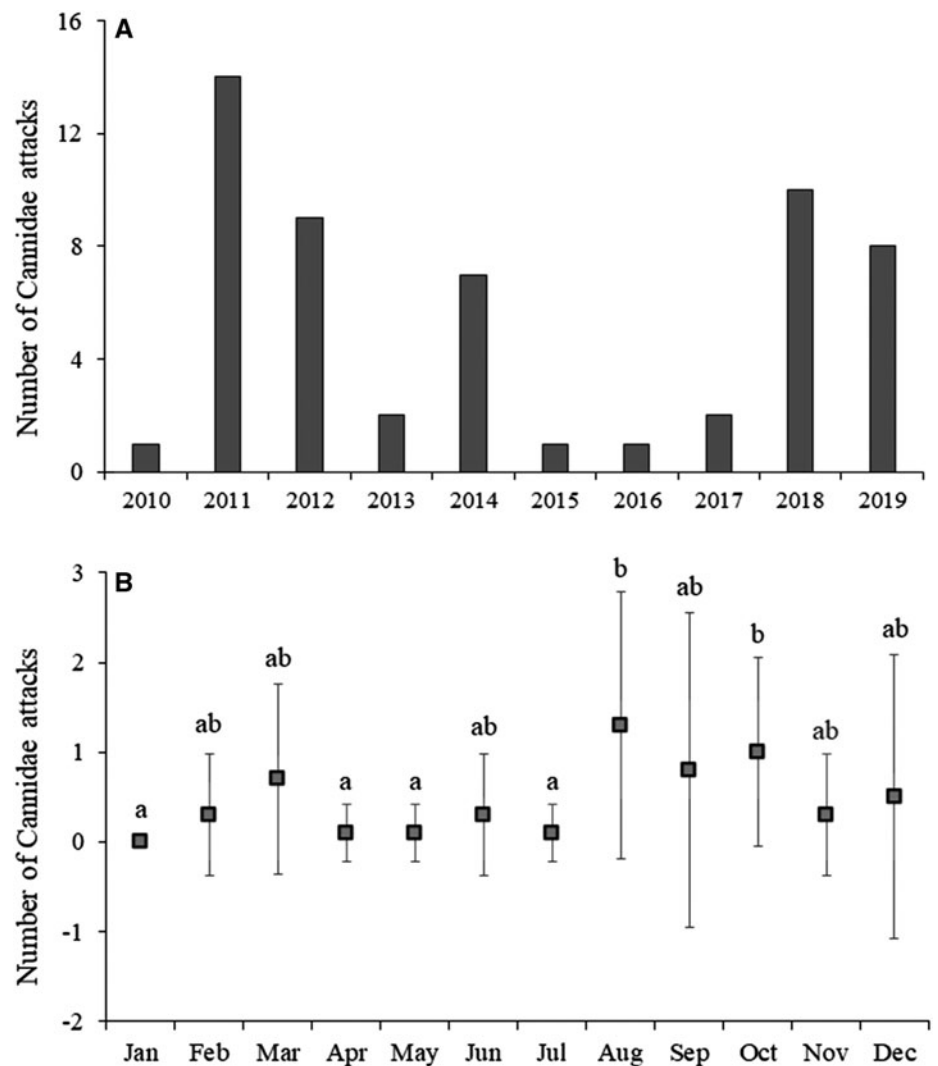 A
Number of Cannidae attacks
16
12
8
4
0
2010 2011 2012 2013 2014 2015 2016 2017 2018 2019
B
Number of Cannidae attacks
3
2
1
0
-1
-2
a ab ab a a ab a b ab b ab ab
Jan Feb Mar Apr May Jun Jul Aug Sep Oct Nov Dec